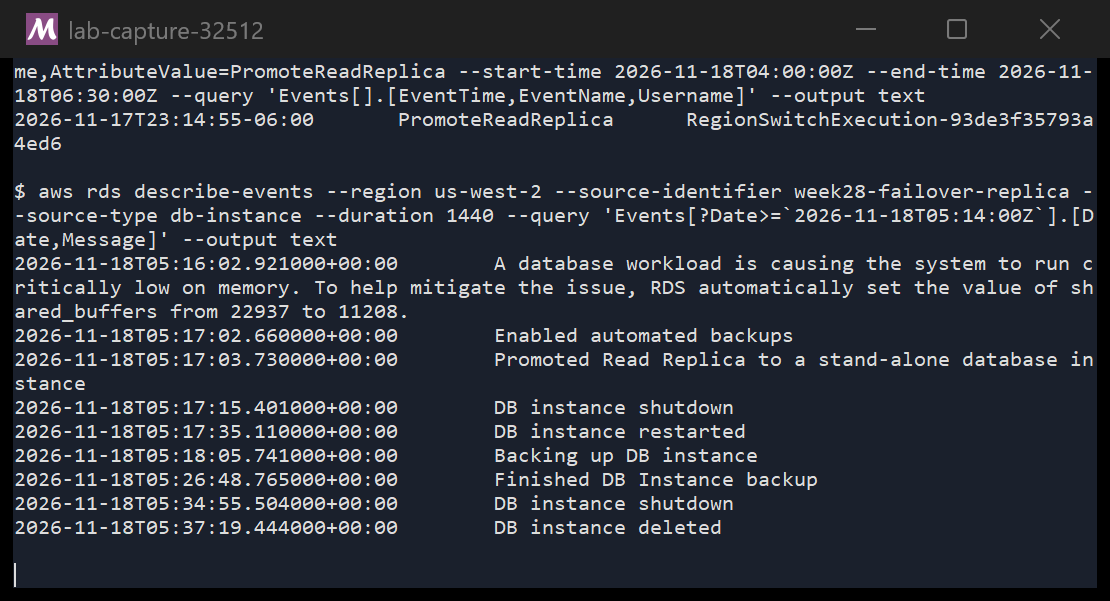 lab-capture-32512
me,AttributeValue=PromoteReadReplica --start-time 2026-11-18T04:00:00Z --end-time 2026-11-
18T06:30:00Z --query 'Events[].[EventTime,EventName,Username]' --output text
2026-11-17T23:14:55-06:00       PromoteReadReplica      RegionSwitchExecution-93de3f35793a
4ed6
$ aws rds describe-events --region us-west-2 --source-identifier week28-failover-replica -
-source-type db-instance --duration 1440 --query 'Events[?Date>=`2026-11-18T05:14:00Z`].[D
ate,Message]' --output text
2026-11-18T05:16:02.921000+00:00        A database workload is causing the system to run c
ritically low on memory. To help mitigate the issue, RDS automatically set the value of sh
ared_buffers from 22937 to 11208.
2026-11-18T05:17:02.660000+00:00        Enabled automated backups
2026-11-18T05:17:03.730000+00:00        Promoted Read Replica to a stand-alone database in
stance
2026-11-18T05:17:15.401000+00:00        DB instance shutdown
2026-11-18T05:17:35.110000+00:00        DB instance restarted
2026-11-18T05:18:05.741000+00:00        Backing up DB instance
2026-11-18T05:26:48.765000+00:00        Finished DB Instance backup
2026-11-18T05:34:55.504000+00:00        DB instance shutdown
2026-11-18T05:37:19.444000+00:00        DB instance deleted